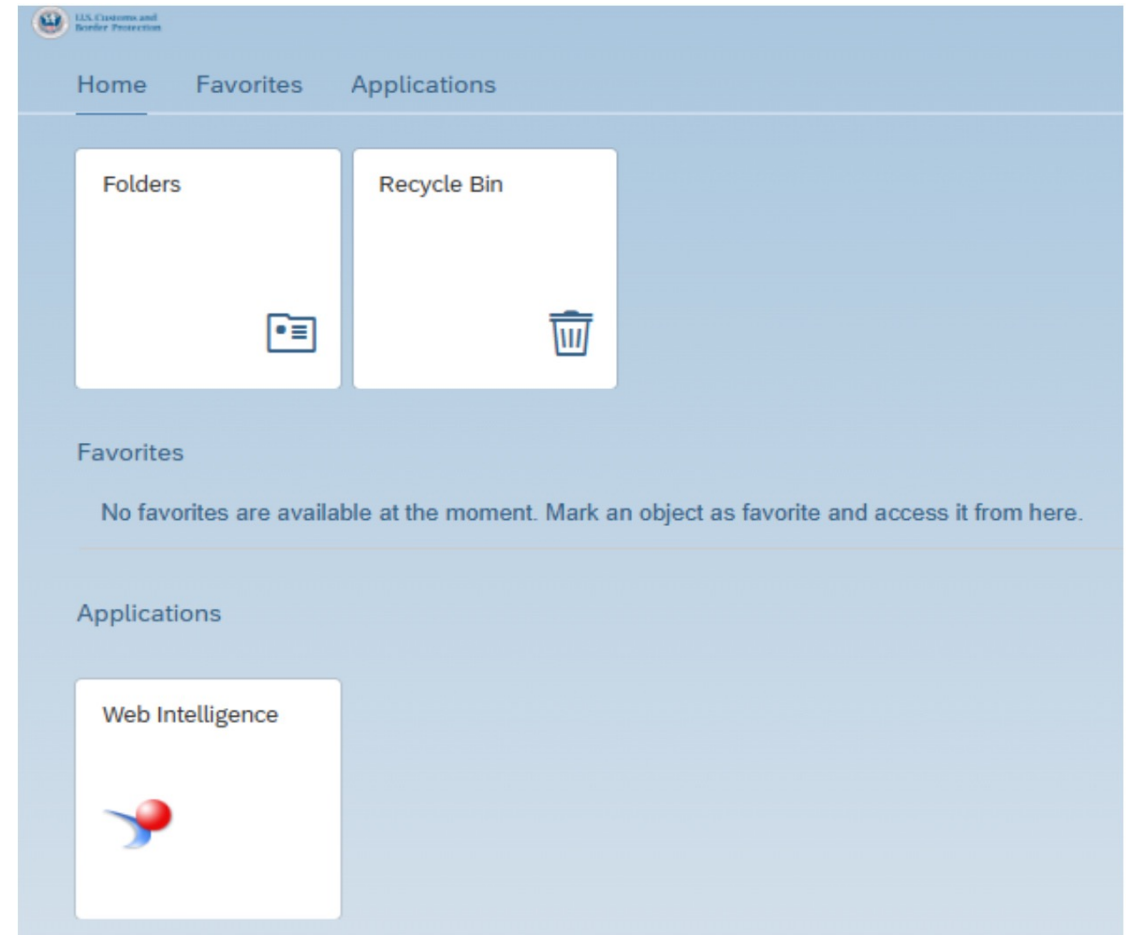 U.S. Customs and
Border Protection
Home Favorites Applications
Folders
Recycle Bin
Favorites
No favorites are available at the moment. Mark an object as favorite and access it from here.
Applications
Web Intelligence